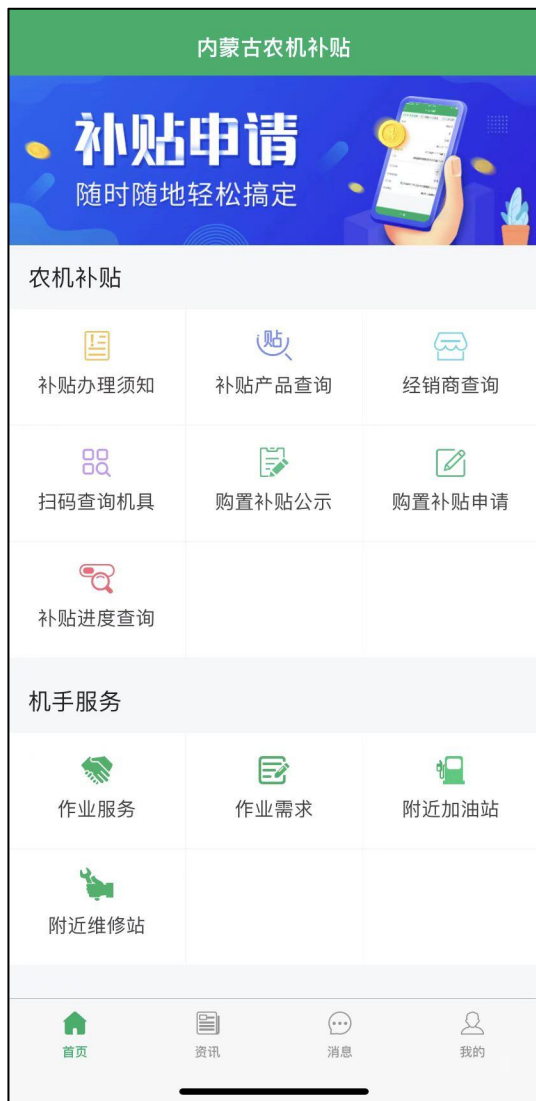 内蒙古农机补贴
补贴申请
随时随地轻松搞定
农机补贴
贴
补贴办理须知 补贴产品查询 经销商查询
扫码查询机具 购置补贴公示 购置补贴申请
补贴进度查询
机手服务
作业服务 作业需求 附近加油站
附近维修站
首页 资讯 消息 我的